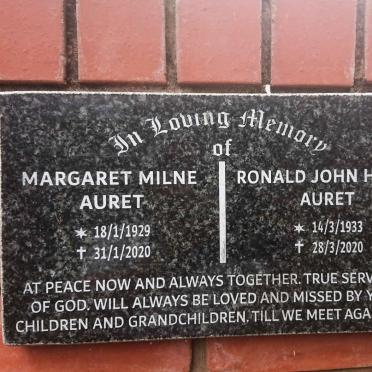 In Loving Memory
of
MARGARET MILNE
AURET
✶ 18/1/1929
✝ 31/1/2020
RONALD JOHN H
AURET
✶ 14/3/1933
✝ 28/3/2020
AT PEACE NOW AND ALWAYS TOGETHER. TRUE SERV
OF GOD. WILL ALWAYS BE LOVED AND MISSED BY Y
CHILDREN AND GRANDCHILDREN. TILL WE MEET AGA